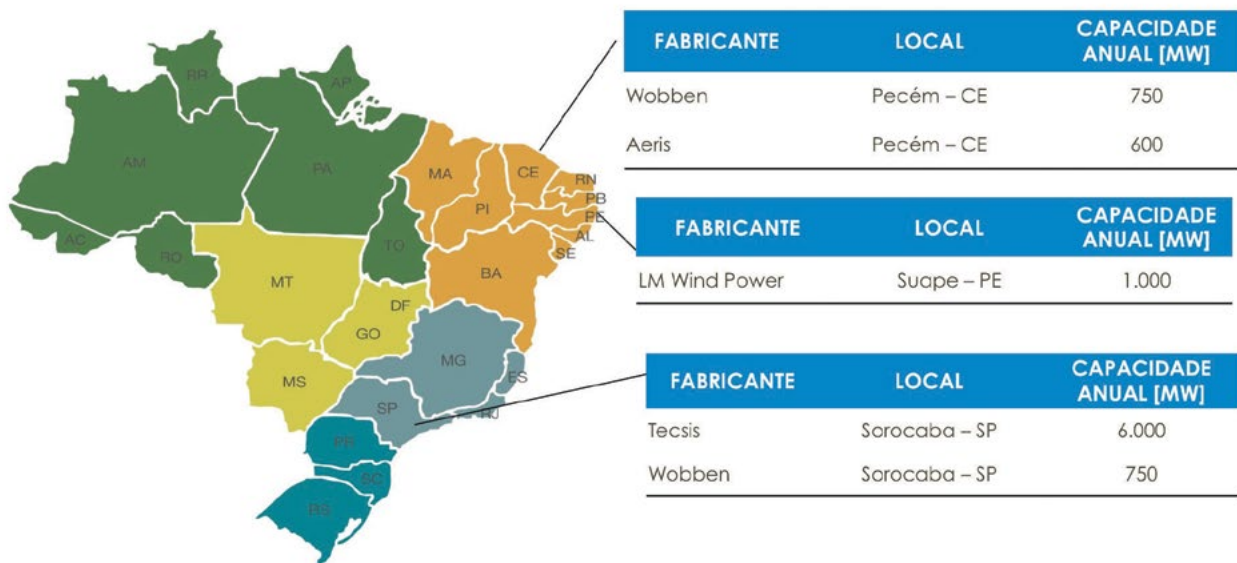 RR
AP
AM
PA
MA
CE
RN
PB
PI
PE
AL
SE
AC
RO
TO
BA
MT
DF
GO
MG
ES
MS
SP
RJ
PR
SC
RS
FABRICANTE LOCAL CAPACIDADE
ANUAL [MW]
Wobben Pecém – CE 750
Aeris Pecém – CE 600
FABRICANTE LOCAL CAPACIDADE
ANUAL [MW]
LM Wind Power Suape – PE 1.000
FABRICANTE LOCAL CAPACIDADE
ANUAL [MW]
Tecsis Sorocaba – SP 6.000
Wobben Sorocaba – SP 750